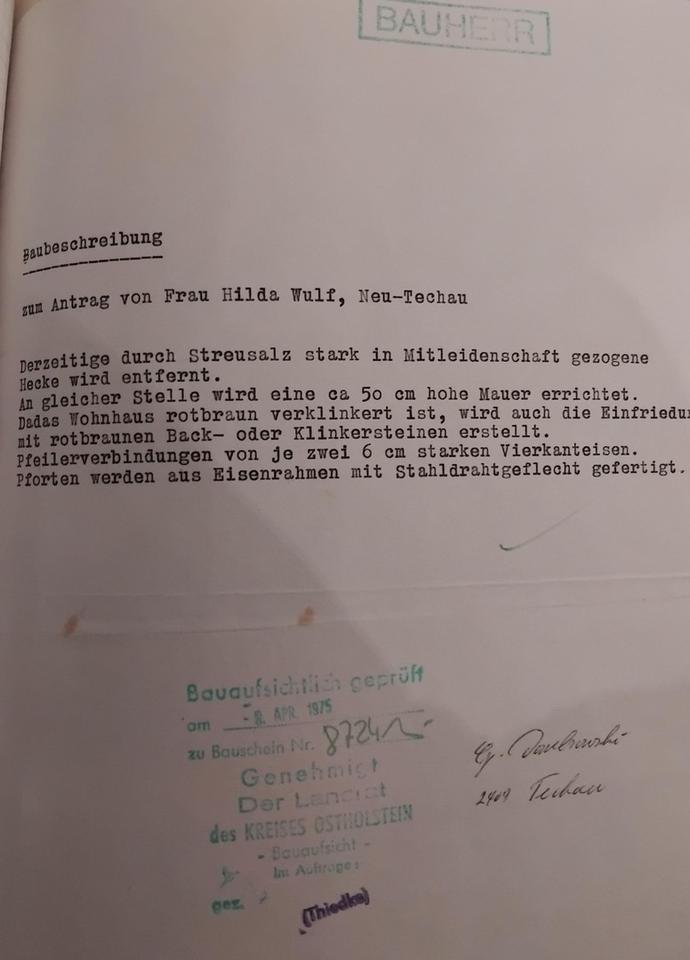 BAUHERR
Baubeschreibung
zum Antrag von Frau Hilda Wulf, Neu-Techau
Derzeitige durch Streusalz stark in Mitleidenschaft gezogene
Hecke wird entfernt.
An gleicher Stelle wird eine ca 50 cm hohe Mauer errichtet.
Dadas Wohnhaus rotbraun verklinkert ist, wird auch die Einfriedu
mit rotbraunen Back- oder Klinkersteinen erstellt.
Pfeilerverbindungen von je zwei 6 cm starken Vierkanteisen.
Pforten werden aus Eisenrahmen mit Stahldrahtgeflecht gefertigt.
Bauaufsichtlich geprüft
am - 8. APR. 1975
zu Bauschein Nr. 8724
Genehmigt
Der Landrat
des KREISES OSTHOLSTEIN
- Bauaufsicht -
Im Auftrage:
gez.
(Thiedke)
Techau